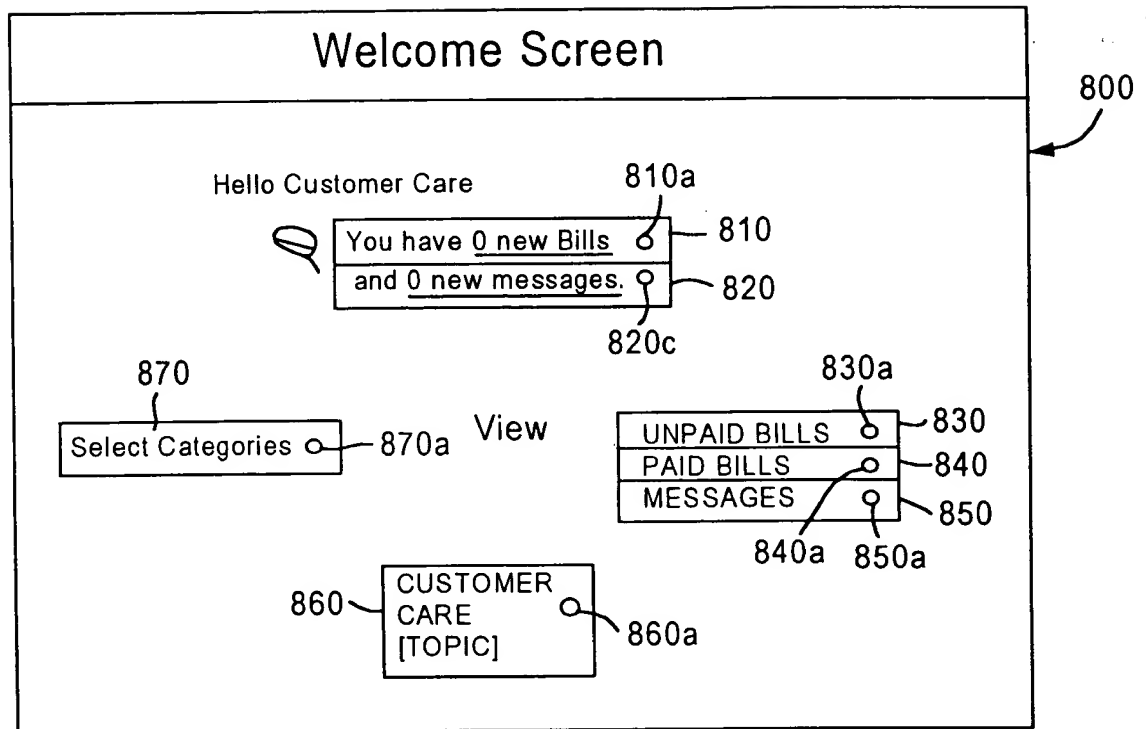 Welcome Screen
800
Hello Customer Care
810a
You have 0 new Bills
810
and 0 new messages.
820
820c
870
830a
Select Categories
870a
View
UNPAID BILLS
830
PAID BILLS
840
MESSAGES
850
840a
850a
860
CUSTOMER
CARE
[TOPIC]
860a